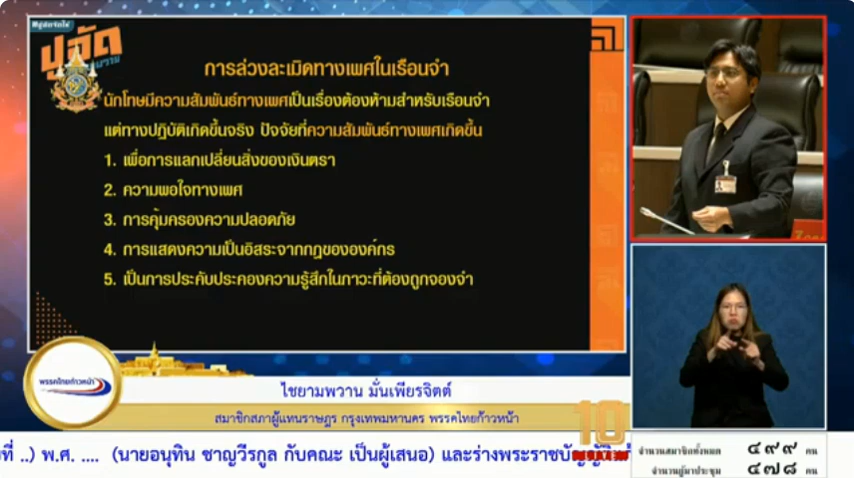 ปูอัด
การล่วงละเมิดทางเพศในเรือนจำ
นักโทษมีความสัมพันธ์ทางเพศเป็นเรื่องต้องห้ามสำหรับเรือนจำ
แต่ทางปฏิบัติเกิดขึ้นจริง ปัจจัยที่ความสัมพันธ์ทางเพศเกิดขึ้น
1. เพื่อการแลกเปลี่ยนสิ่งของเงินตรา
2. ความพอใจทางเพศ
3. การคุ้มครองความปลอดภัย
4. การแสดงความเป็นอิสระจากกฎขององค์กร
5. เป็นการประคับประคองความรู้สึกในภาวะที่ต้องถูกจองจำ
พรรคไทยก้าวหน้า
ไชยามพวาน มั่นเพียรจิตต์
สมาชิกสภาผู้แทนราษฎร กรุงเทพมหานคร พรรคไทยก้าวหน้า
10
ที่ ..) พ.ศ. .... (นายอนุทิน ชาญวีรกูล กับคณะ เป็นผู้เสนอ) และร่างพระราชบัญญัติ
จำนวนสมาชิกทั้งหมด ๔๙๙ คน
จำนวนผู้มาประชุม ๔๗๘ คน